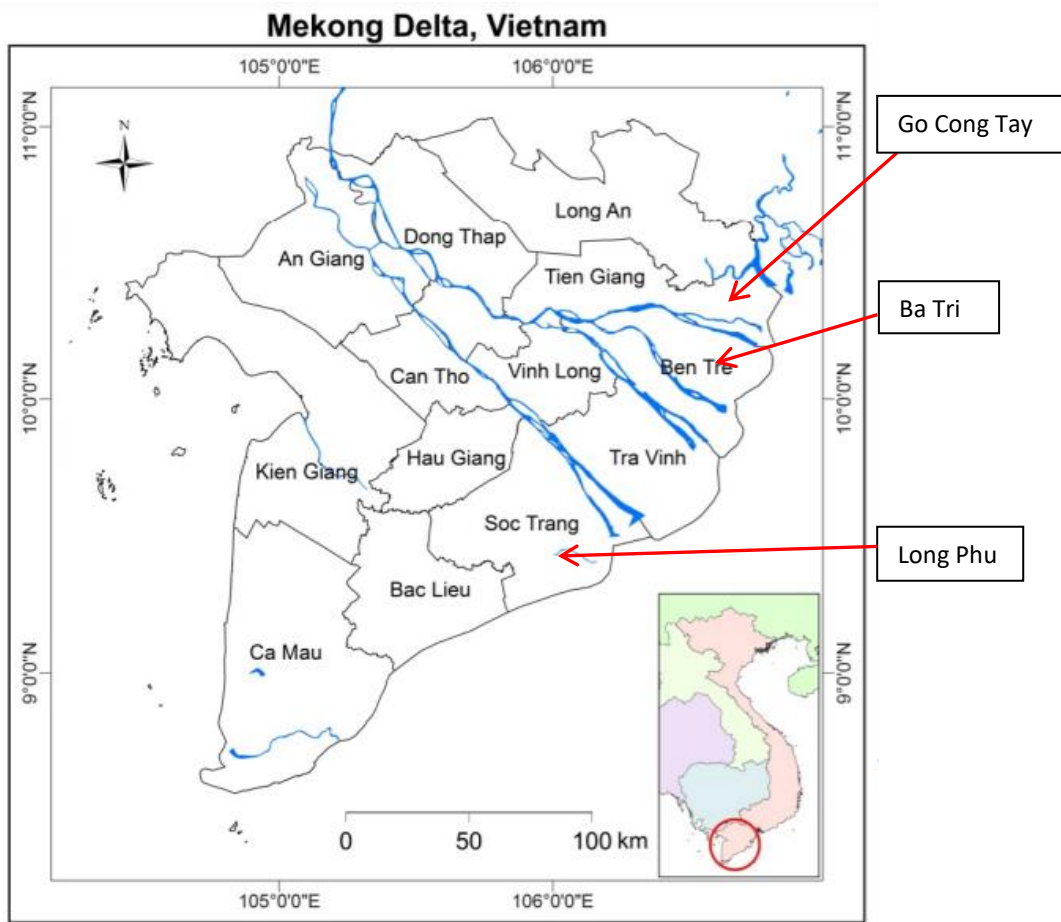 Mekong Delta, Vietnam
105°0'0"E
106°0'0"E
N
11°0'0"N
11°0'0"N
Go Cong Tay
Long An
Dong Thap
An Giang
Tien Giang
Ba Tri
Ben Tre
Vinh Long
Can Tho
10°0'0"N
10°0'0"N
Hau Giang
Tra Vinh
Kien Giang
Soc Trang
Long Phu
Bac Lieu
Ca Mau
9°0'0"N
9°0'0"N
0 50 100 km
105°0'0"E
106°0'0"E